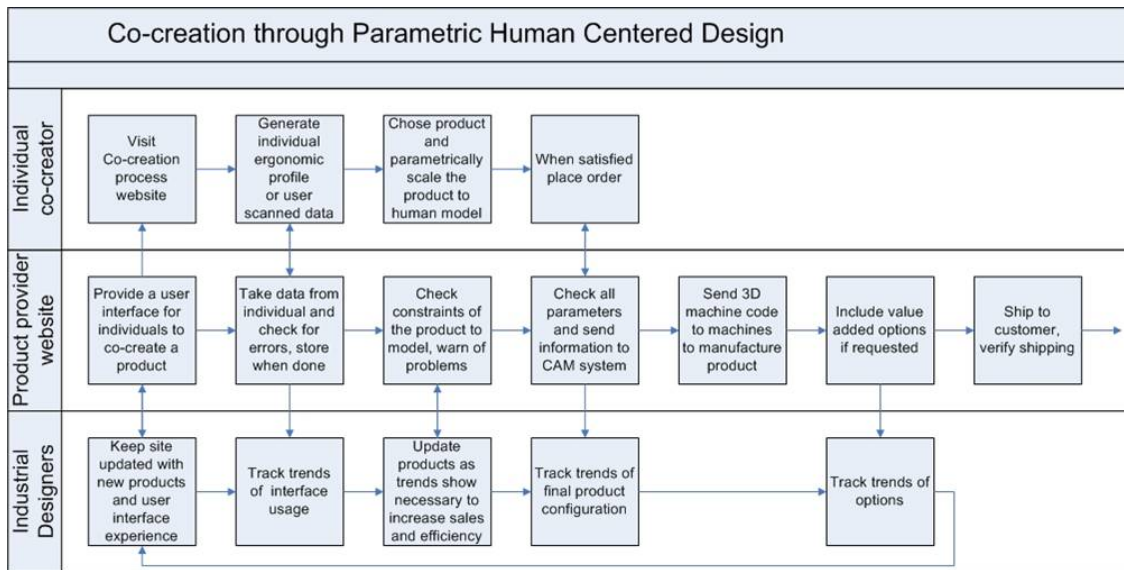 Co-creation through Parametric Human Centered Design
Individual
co-creator
Visit
Co-creation
process
website
Generate
individual
ergonomic
profile
or user
scanned data
Chose product
and
parametrically
scale the
product to
human model
When satisfied
place order
Product provider
website
Provide a user
interface for
individuals to
co-create a
product
Take data from
individual and
check for
errors, store
when done
Check
constraints of
the product to
model, warn of
problems
Check all
parameters
and send
information to
CAM system
Send 3D
machine code
to machines
to manufacture
product
Include value
added options
if requested
Ship to
customer,
verify shipping
Industrial
Designers
Keep site
updated with
new products
and user
interface
experience
Track trends
of interface
usage
Update
products as
trends show
necessary to
increase sales
and efficiency
Track trends of
final product
configuration
Track trends of
options